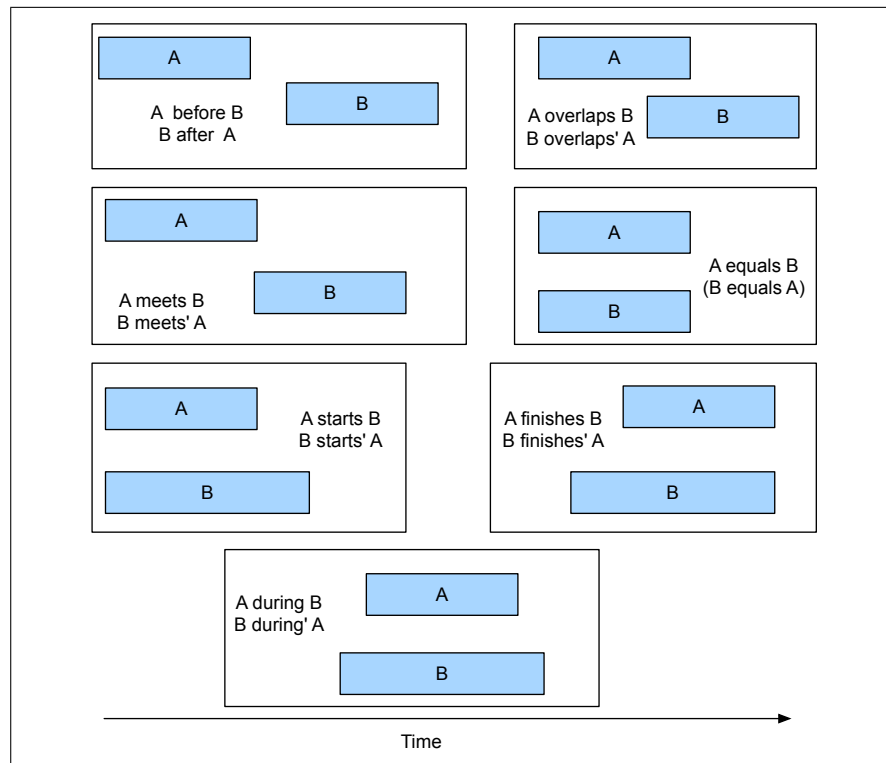 A
B
A before B
B after A
A
B
A overlaps B
B overlaps' A
A
B
A meets B
B meets' A
A
B
A equals B
(B equals A)
A
B
A starts B
B starts' A
A
B
A finishes B
B finishes' A
A
B
A during B
B during' A
Time